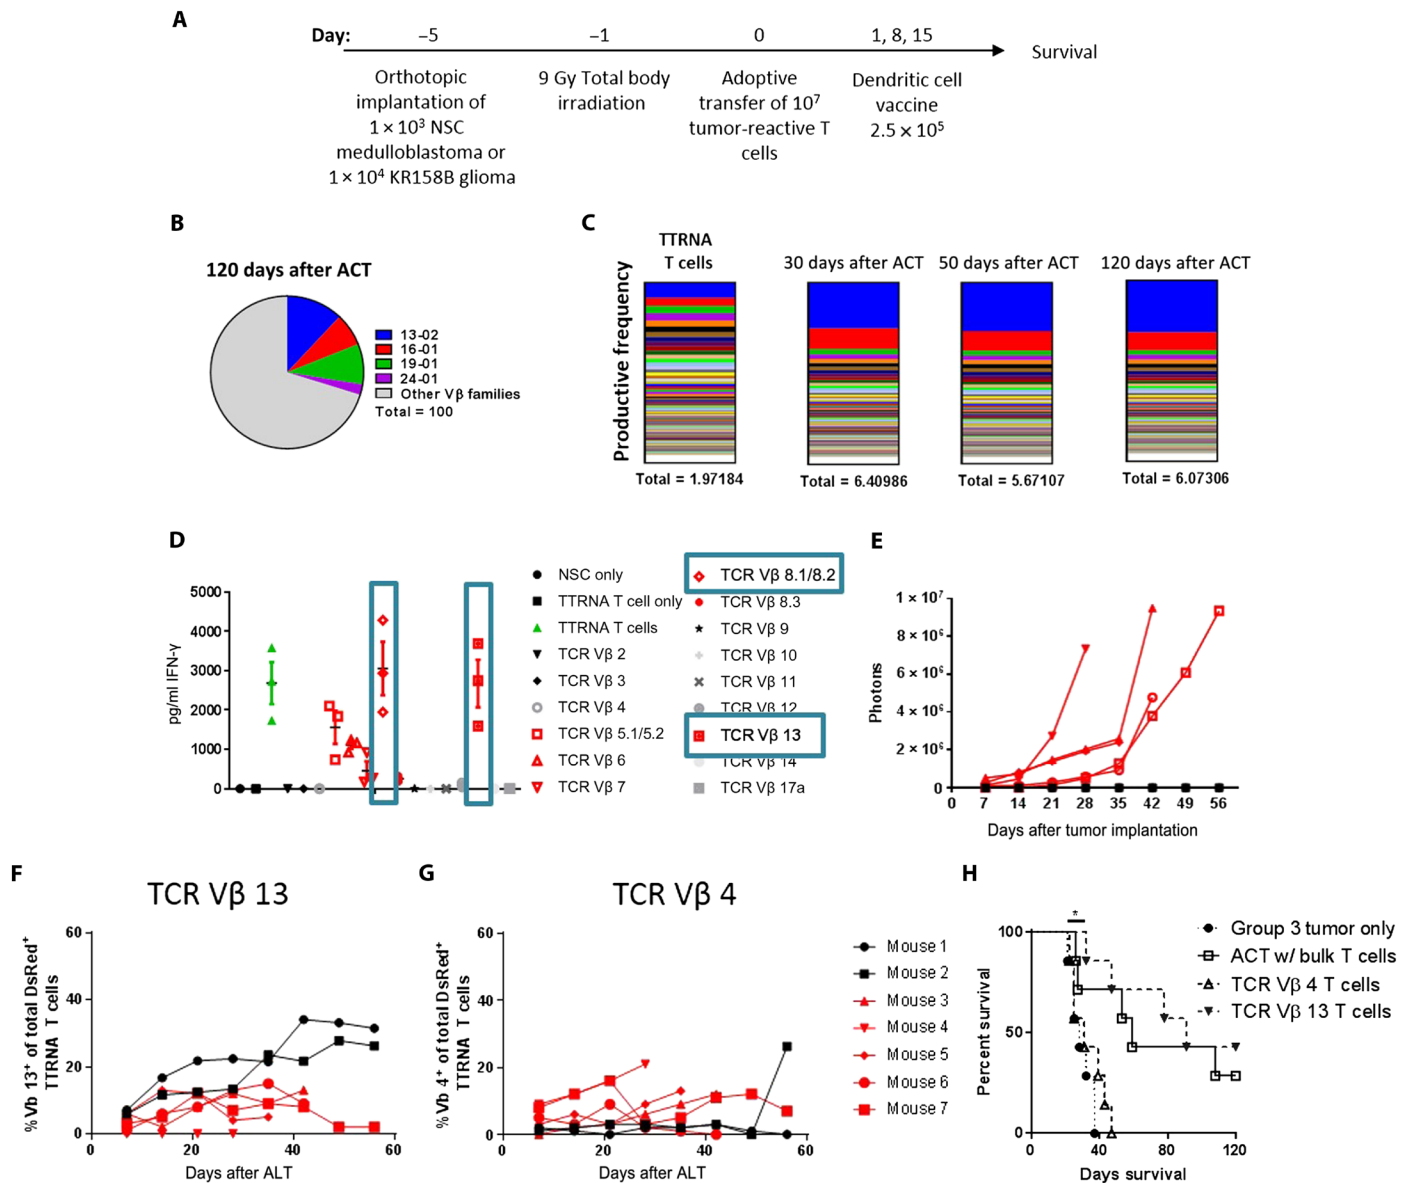 A
Day:
–5
–1
0
1, 8, 15
Survival
Orthotopic
implantation of
1 × 10³ NSC
medulloblastoma or
1 × 10⁴ KR158B glioma
9 Gy Total body
irradiation
Adoptive
transfer of 10⁷
tumor-reactive T
cells
Dendritic cell
vaccine
2.5 × 10⁵
B
120 days after ACT
13-02
16-01
19-01
24-01
Other Vβ families
Total = 100
C
Productive frequency
TTRNA
T cells
30 days after ACT
50 days after ACT
120 days after ACT
Total = 1.97184
Total = 6.40986
Total = 5.67107
Total = 6.07306
D
pg/ml IFN-γ
5000
4000
3000
2000
1000
0
NSC only
TTRNA T cell only
TTRNA T cells
TCR Vβ 2
TCR Vβ 3
TCR Vβ 4
TCR Vβ 5.1/5.2
TCR Vβ 6
TCR Vβ 7
TCR Vβ 8.1/8.2
TCR Vβ 8.3
TCR Vβ 9
TCR Vβ 10
TCR Vβ 11
TCR Vβ 12
TCR Vβ 13
TCR Vβ 14
TCR Vβ 17a
E
Photons
1 × 10⁷
8 × 10⁶
6 × 10⁶
4 × 10⁶
2 × 10⁶
0
0 7 14 21 28 35 42 49 56
Days after tumor implantation
F
TCR Vβ 13
%Vb 13⁺ of total DsRed⁺
TTRNA T cells
60
40
20
0
0 20 40 60
Days after ALT
G
TCR Vβ 4
%Vb 4⁺ of total DsRed⁺
TTRNA T cells
60
40
20
0
0 20 40 60
Days after ALT
Mouse 1
Mouse 2
Mouse 3
Mouse 4
Mouse 5
Mouse 6
Mouse 7
H
Percent survival
*
100
50
0
0 40 80 120
Days survival
Group 3 tumor only
ACT w/ bulk T cells
TCR Vβ 4 T cells
TCR Vβ 13 T cells